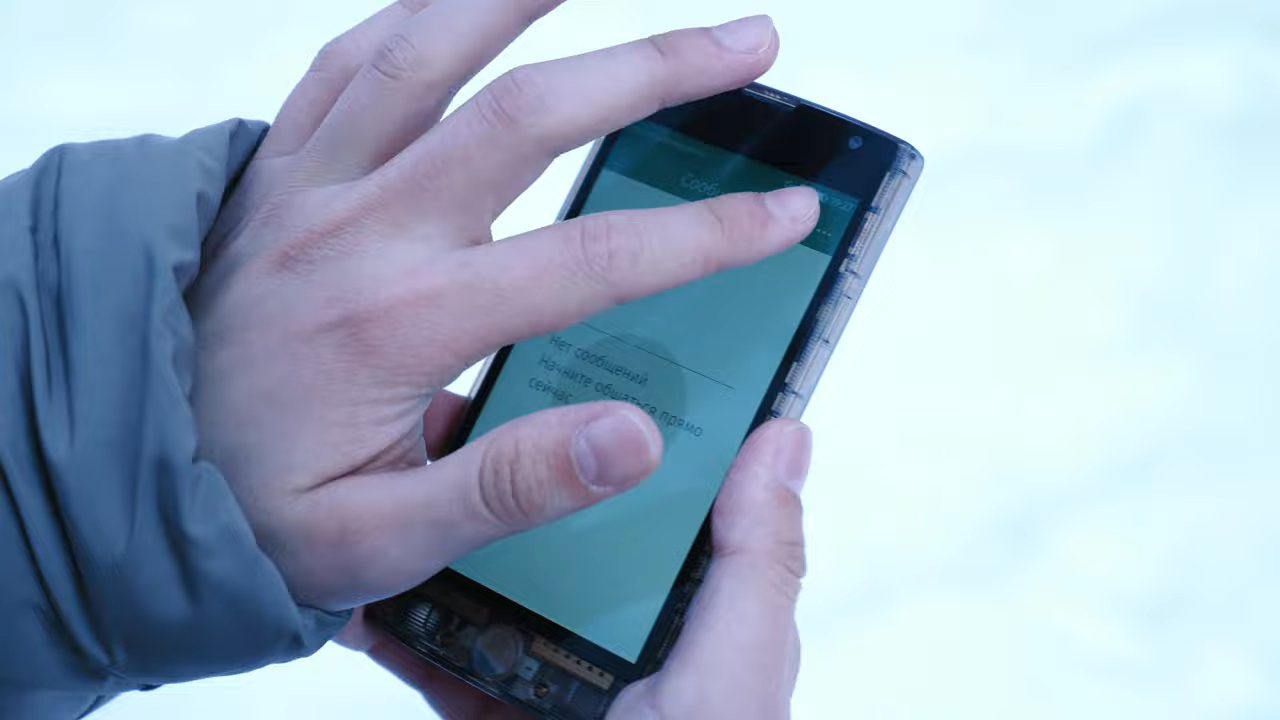 Нет сообщений
Начните общаться прямо
сейчас